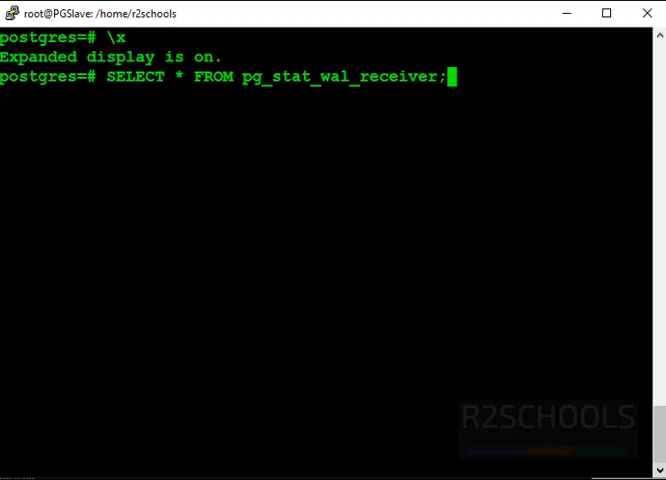 root@PGSlave: /home/r2schools
postgres=# \x
Expanded display is on.
postgres=# SELECT * FROM pg_stat_wal_receiver;
R2SCHOOLS